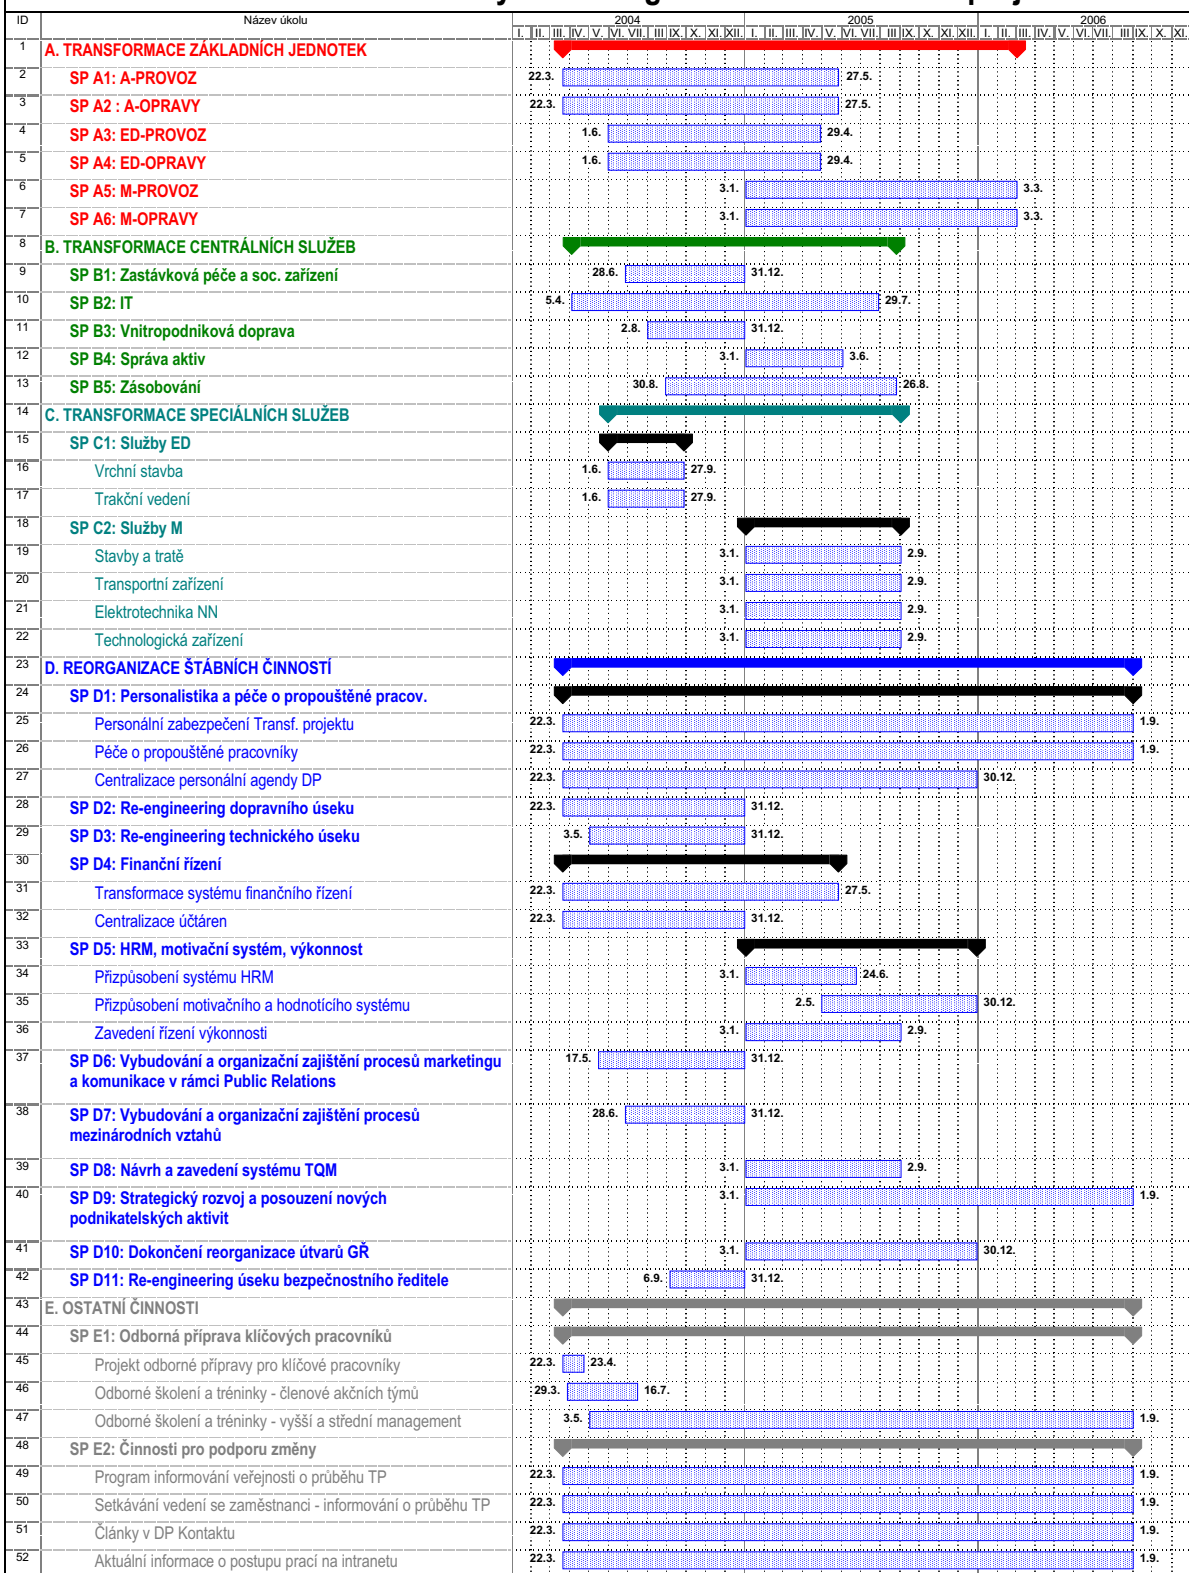 ID Název úkolu 2004 2005 2006
I. II. III. IV. V. VI. VII. III IX. X. XI. XII. I. II. III. IV. V. VI. VII. III IX. X. XI. XII. I. II. III. IV. V. VI. VII. III IX. X. XI.
1 A. TRANSFORMACE ZÁKLADNÍCH JEDNOTEK
2 SP A1: A-PROVOZ 22.3. 27.5.
3 SP A2 : A-OPRAVY 22.3. 27.5.
4 SP A3: ED-PROVOZ 1.6. 29.4.
5 SP A4: ED-OPRAVY 1.6. 29.4.
6 SP A5: M-PROVOZ 3.1. 3.3.
7 SP A6: M-OPRAVY 3.1. 3.3.
8 B. TRANSFORMACE CENTRÁLNÍCH SLUŽEB
9 SP B1: Zastávková péče a soc. zařízení 28.6. 31.12.
10 SP B2: IT 5.4. 29.7.
11 SP B3: Vnitropodniková doprava 2.8. 31.12.
12 SP B4: Správa aktiv 3.1. 3.6.
13 SP B5: Zásobování 30.8. 26.8.
14 C. TRANSFORMACE SPECIÁLNÍCH SLUŽEB
15 SP C1: Služby ED
16 Vrchní stavba 1.6. 27.9.
17 Trakční vedení 1.6. 27.9.
18 SP C2: Služby M
19 Stavby a tratě 3.1. 2.9.
20 Transportní zařízení 3.1. 2.9.
21 Elektrotechnika NN 3.1. 2.9.
22 Technologická zařízení 3.1. 2.9.
23 D. REORGANIZACE ŠTÁBNÍCH ČINNOSTÍ
24 SP D1: Personalistika a péče o propouštěné pracov.
25 Personální zabezpečení Transf. projektu 22.3. 1.9.
26 Péče o propouštěné pracovníky 22.3. 1.9.
27 Centralizace personální agendy DP 22.3. 30.12.
28 SP D2: Re-engineering dopravního úseku 22.3. 31.12.
29 SP D3: Re-engineering technického úseku 3.5. 31.12.
30 SP D4: Finanční řízení
31 Transformace systému finančního řízení 22.3. 27.5.
32 Centralizace účtáren 22.3. 31.12.
33 SP D5: HRM, motivační systém, výkonnost
34 Přizpůsobení systému HRM 3.1. 24.6.
35 Přizpůsobení motivačního a hodnotícího systému 2.5. 30.12.
36 Zavedení řízení výkonnosti 3.1. 2.9.
37 SP D6: Vybudování a organizační zajištění procesů marketingu 17.5. 31.12.
a komunikace v rámci Public Relations
38 SP D7: Vybudování a organizační zajištění procesů 28.6. 31.12.
mezinárodních vztahů
39 SP D8: Návrh a zavedení systému TQM 3.1. 2.9.
40 SP D9: Strategický rozvoj a posouzení nových 3.1. 1.9.
podnikatelských aktivit
41 SP D10: Dokončení reorganizace útvarů GŘ 3.1. 30.12.
42 SP D11: Re-engineering úseku bezpečnostního ředitele 6.9. 31.12.
43 E. OSTATNÍ ČINNOSTI
44 SP E1: Odborná příprava klíčových pracovníků
45 Projekt odborné přípravy pro klíčové pracovníky 22.3. 23.4.
46 Odborné školení a tréninky - členové akčních týmů 29.3. 16.7.
47 Odborné školení a tréninky - vyšší a střední management 3.5. 1.9.
48 SP E2: Činnosti pro podporu změny
49 Program informování veřejnosti o průběhu TP 22.3. 1.9.
50 Setkávání vedení se zaměstnanci - informování o průběhu TP 22.3. 1.9.
51 Články v DP Kontaktu 22.3. 1.9.
52 Aktuální informace o postupu prací na intranetu 22.3. 1.9.